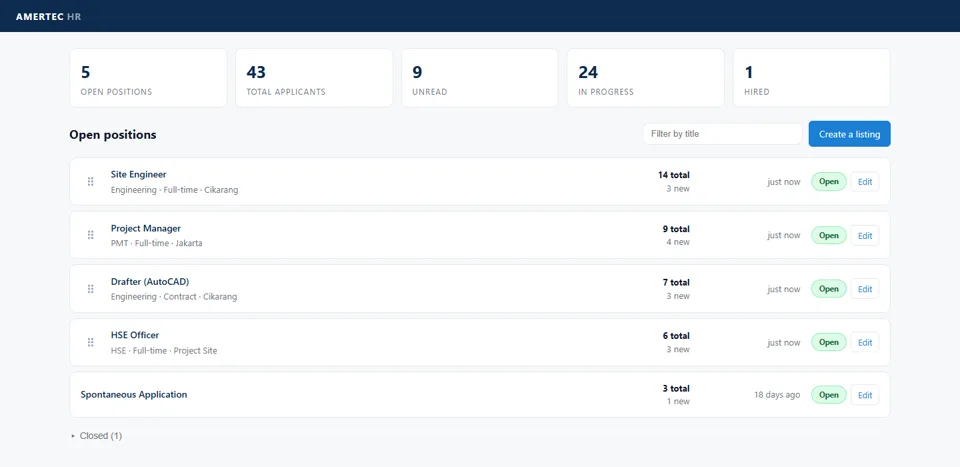 AMERTEC HR
5
OPEN POSITIONS
43
TOTAL APPLICANTS
9
UNREAD
24
IN PROGRESS
1
HIRED
Open positions
Filter by title
Create a listing
Site Engineer
Engineering · Full-time · Cikarang
14 total
3 new
just now
Open
Edit
Project Manager
PMT · Full-time · Jakarta
9 total
4 new
just now
Open
Edit
Drafter (AutoCAD)
Engineering · Contract · Cikarang
7 total
3 new
just now
Open
Edit
HSE Officer
HSE · Full-time · Project Site
6 total
3 new
just now
Open
Edit
Spontaneous Application
3 total
1 new
18 days ago
Open
Edit
Closed (1)